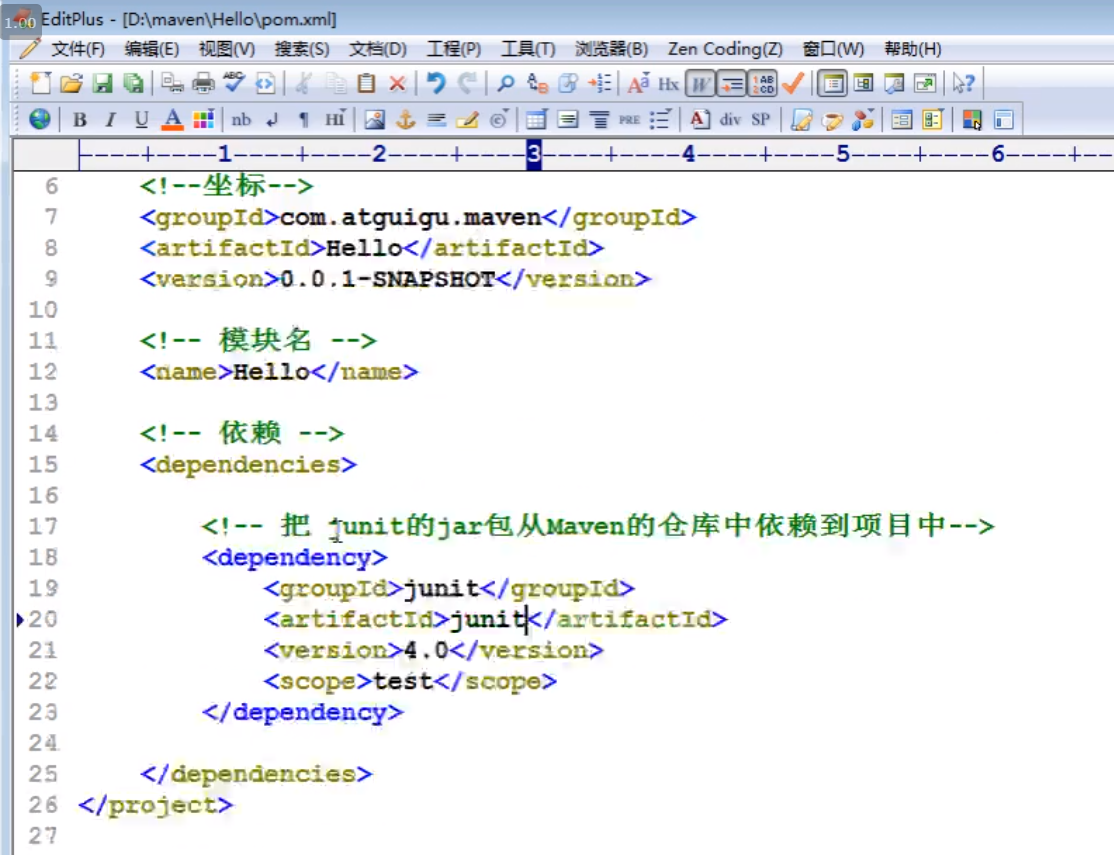 1.00 EditPlus - [D:\maven\Hello\pom.xml]
文件(F) 编辑(E) 视图(V) 搜索(S) 文档(D) 工程(P) 工具(T) 浏览器(B) Zen Coding(Z) 窗口(W) 帮助(H)
ABC A B A Hx W 1AB 2CD
B I U A nb ¶ HI PRE A div SP
----+----1----+----2----+----3----+----4----+----5----+----6----+--
6 <!--坐标-->
7 <groupId>com.atguigu.maven</groupId>
8 <artifactId>Hello</artifactId>
9 <version>0.0.1-SNAPSHOT</version>
10
11 <!-- 模块名 -->
12 <name>Hello</name>
13
14 <!-- 依赖 -->
15 <dependencies>
16
17 <!-- 把 junit的jar包从Maven的仓库中依赖到项目中-->
18 <dependency>
19 <groupId>junit</groupId>
20 <artifactId>junit</artifactId>
21 <version>4.0</version>
22 <scope>test</scope>
23 </dependency>
24
25 </dependencies>
26 </project>
27